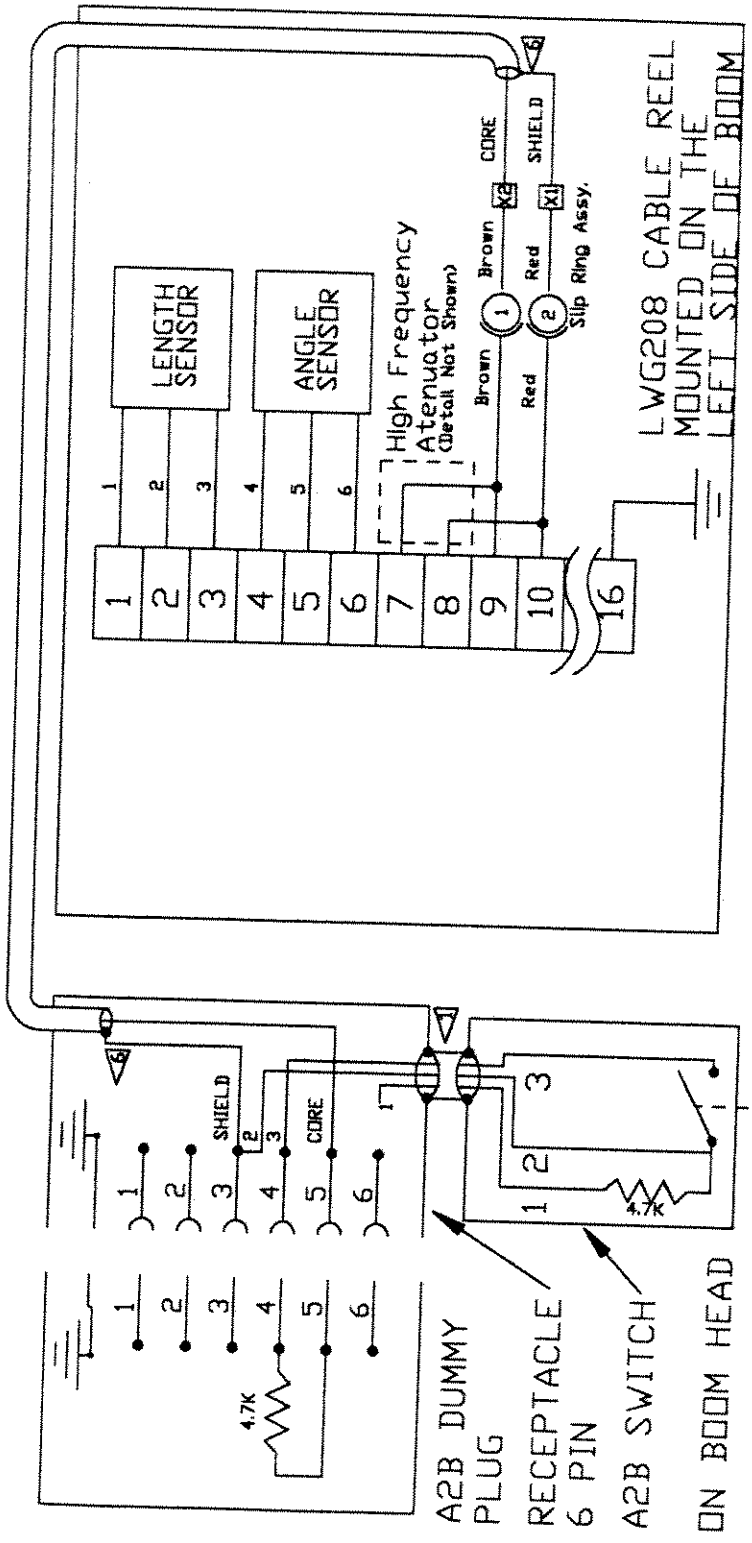 LENGTH
SENSOR
ANGLE
SENSOR
1
2
3
4
5
6
1
2
3
4
5
6
7
8
9
10
16
High Frequency
Atenuator
(Detail Not Shown)
Brown
Red
1
2
Brown
Red
Slip Ring Assy.
X2
X1
CORE
SHIELD
6
LWG208 CABLE REEL
MOUNTED ON THE
LEFT SIDE OF BOOM
6
SHIELD
2
3
CORE
1
1
2
3
4
5
6
1
2
3
4
5
6
4.7K
1
1
2
3
4.7K
A2B DUMMY
PLUG
RECEPTACLE
6 PIN
A2B SWITCH
ON BOOM HEAD